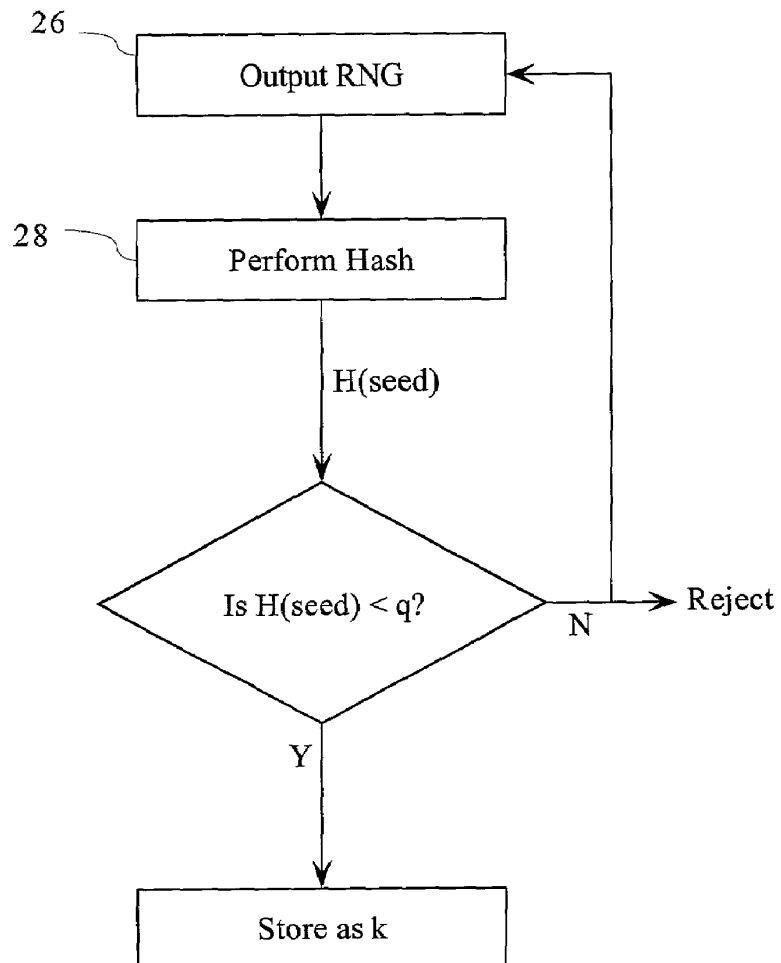 26
Output RNG
28
Perform Hash
H(seed)
Is H(seed) < q?
N
Reject
Y
Store as k